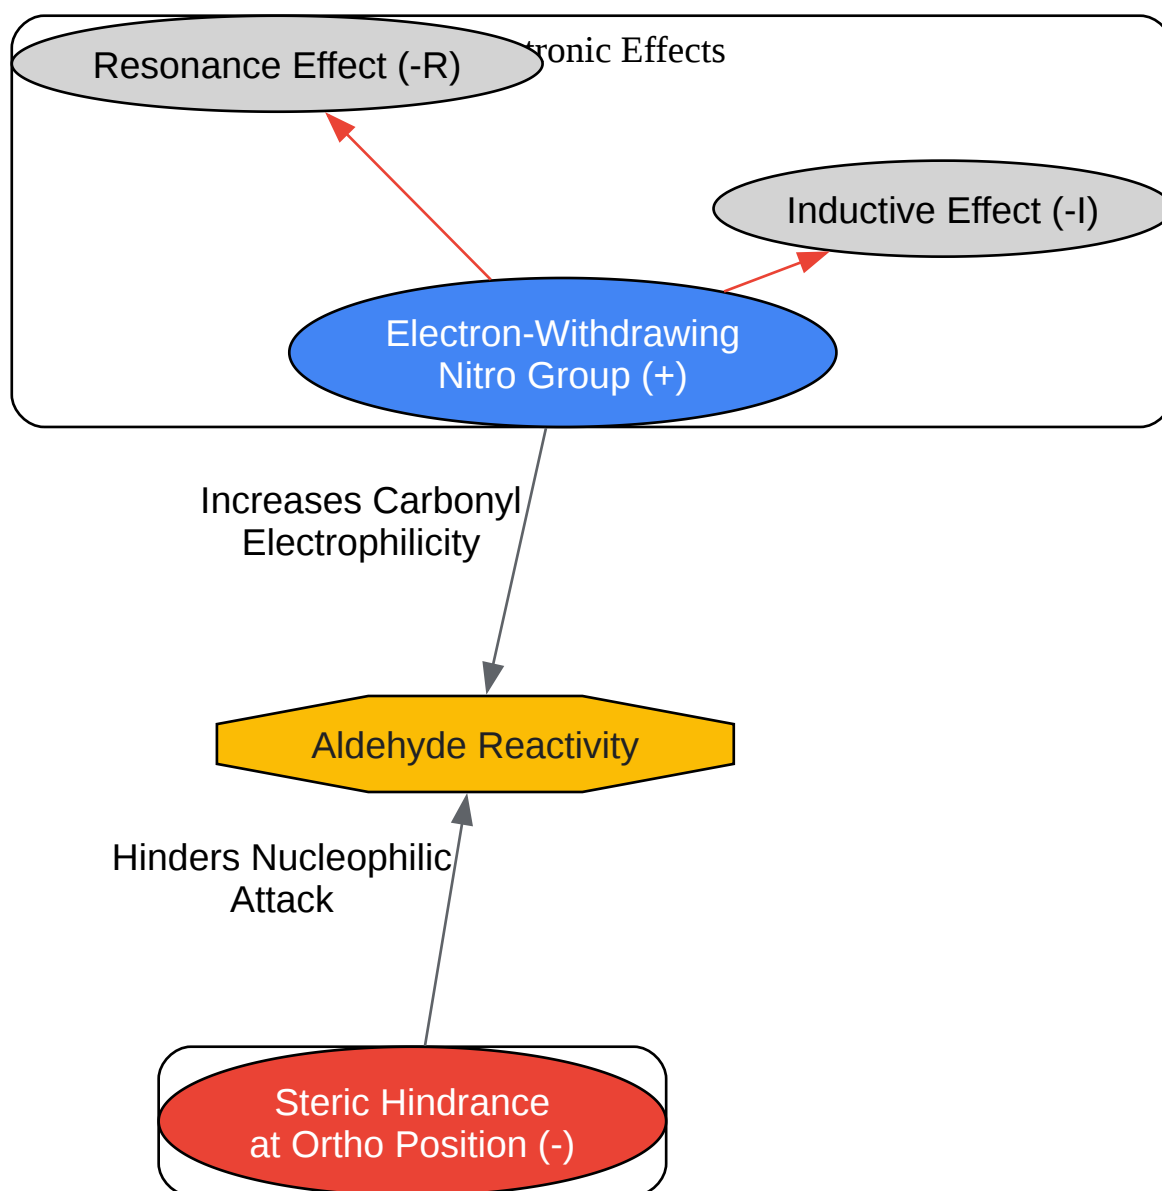 Resonance Effect (-R)
Effects
Inductive Effect (-I)
Electron-Withdrawing
Nitro Group (+)
Increases Carbonyl
Electrophilicity
Aldehyde Reactivity
Hinders Nucleophilic
Attack
Steric Hindrance
at Ortho Position (-)